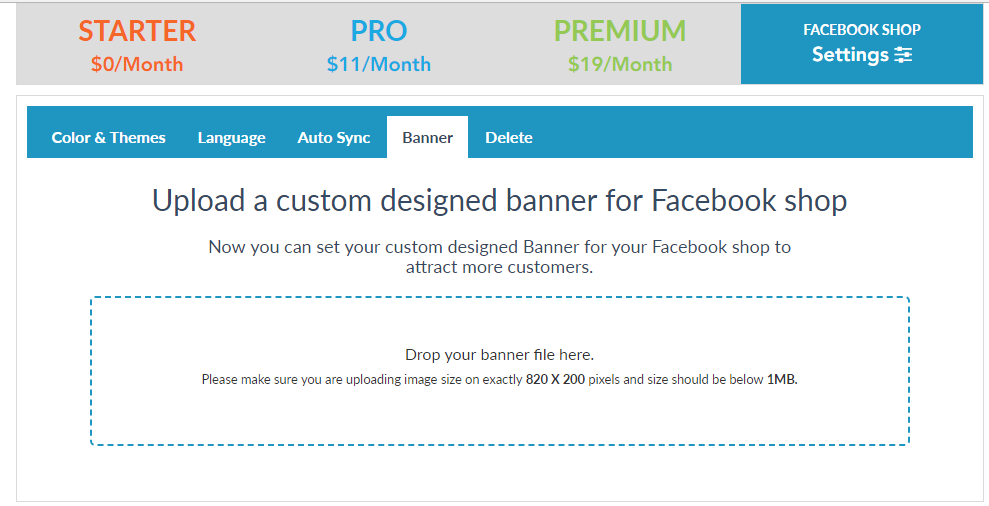 STARTER
$0/Month
PRO
$11/Month
PREMIUM
$19/Month
FACEBOOK SHOP
Settings
Color & Themes Language Auto Sync Banner Delete
Upload a custom designed banner for Facebook shop
Now you can set your custom designed Banner for your Facebook shop to
attract more customers.
Drop your banner file here.
Please make sure you are uploading image size on exactly 820 X 200 pixels and size should be below 1MB.